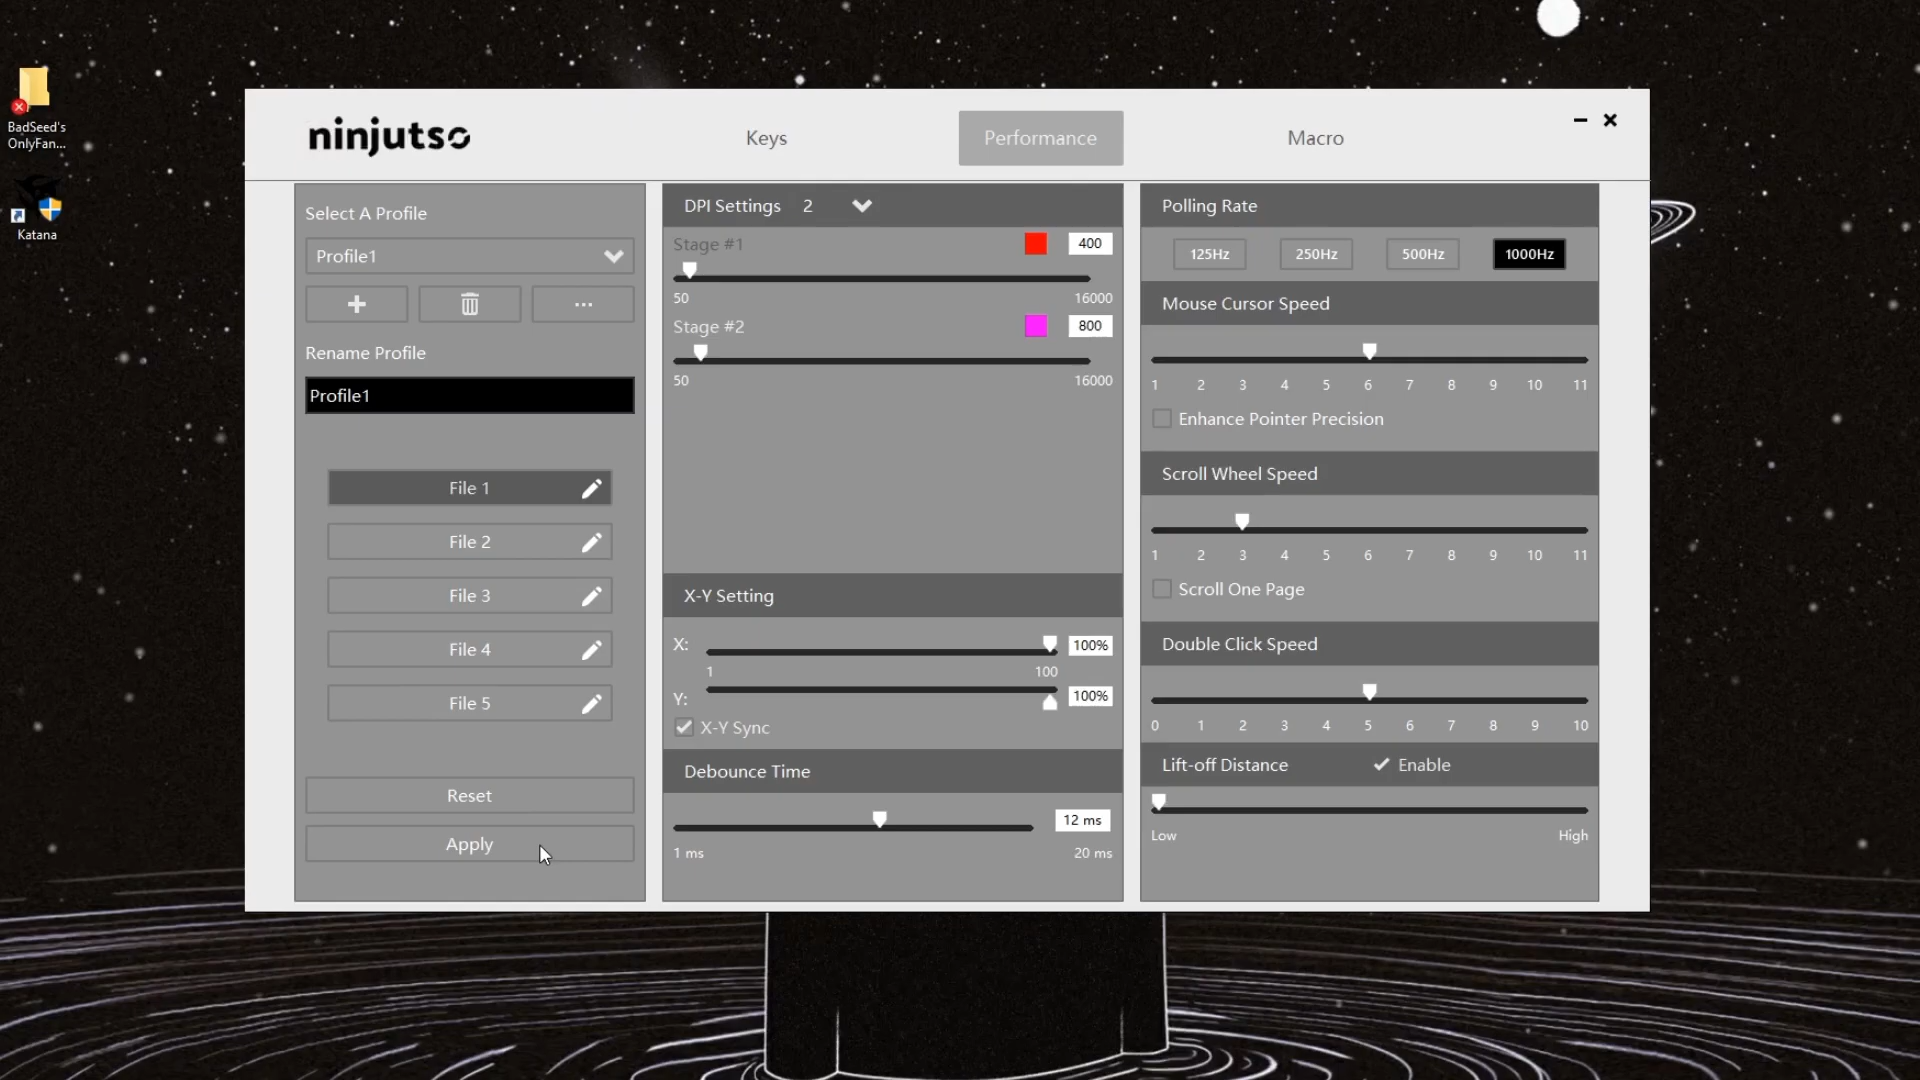 BadSeed's
OnlyFan...
Katana
ninjutso
Keys
Performance
Macro
Select A Profile
Profile1
...
Rename Profile
Profile1
File 1
File 2
File 3
File 4
File 5
Reset
Apply
DPI Settings 2
Stage #1 400
50 16000
Stage #2 800
50 16000
X-Y Setting
X: 100%
1 100
Y: 100%
X-Y Sync
Debounce Time
12 ms
1 ms 20 ms
Polling Rate
125Hz 250Hz 500Hz 1000Hz
Mouse Cursor Speed
1 2 3 4 5 6 7 8 9 10 11
Enhance Pointer Precision
Scroll Wheel Speed
1 2 3 4 5 6 7 8 9 10 11
Scroll One Page
Double Click Speed
0 1 2 3 4 5 6 7 8 9 10
Lift-off Distance Enable
Low High